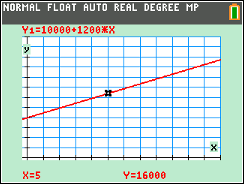 NORMAL FLOAT AUTO REAL DEGREE MP
Y1=10000+1200*X
y
x
X=5
Y=16000